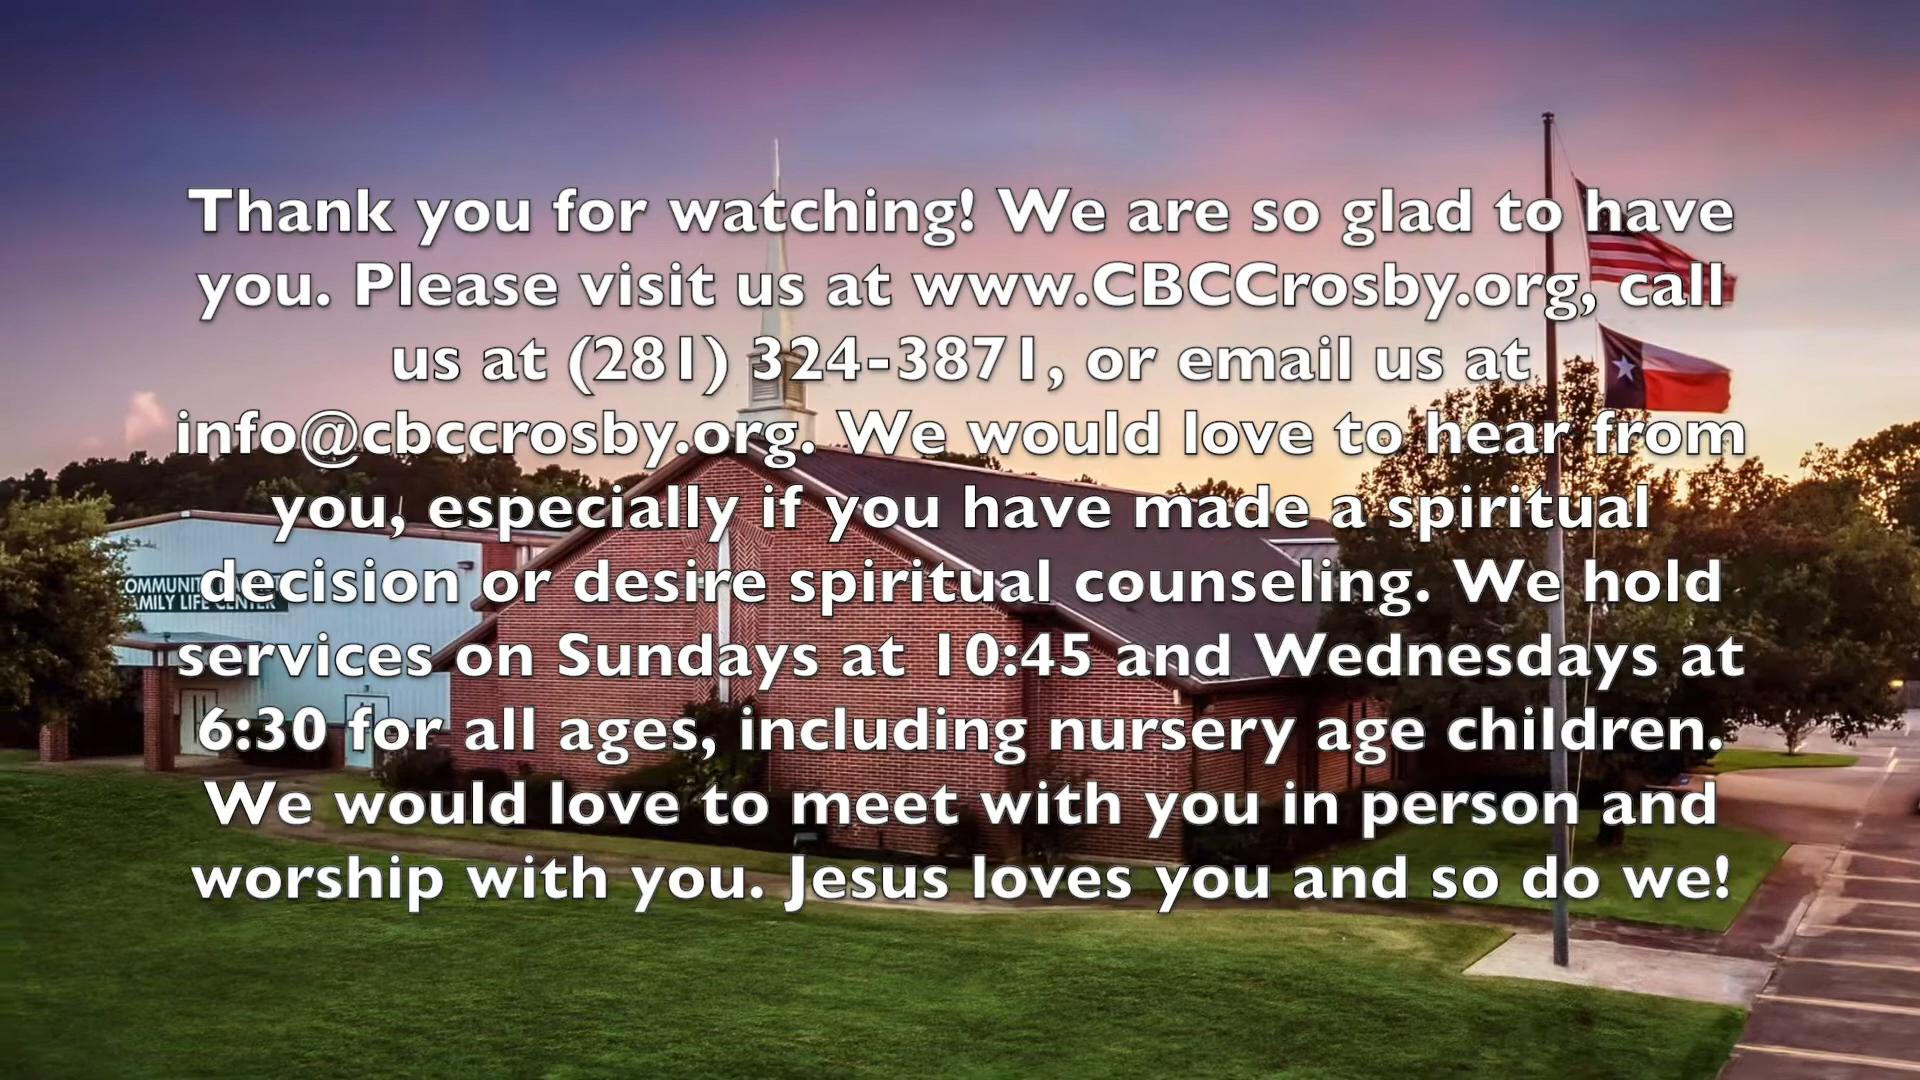 Thank you for watching! We are so glad to have
you. Please visit us at www.CBCCrosby.org, call
us at (281) 324-3871, or email us at
info@cbccrosby.org. We would love to hear from
you, especially if you have made a spiritual
decision or desire spiritual counseling. We hold
services on Sundays at 10:45 and Wednesdays at
6:30 for all ages, including nursery age children.
We would love to meet with you in person and
worship with you. Jesus loves you and so do we!
LIFE CENTER